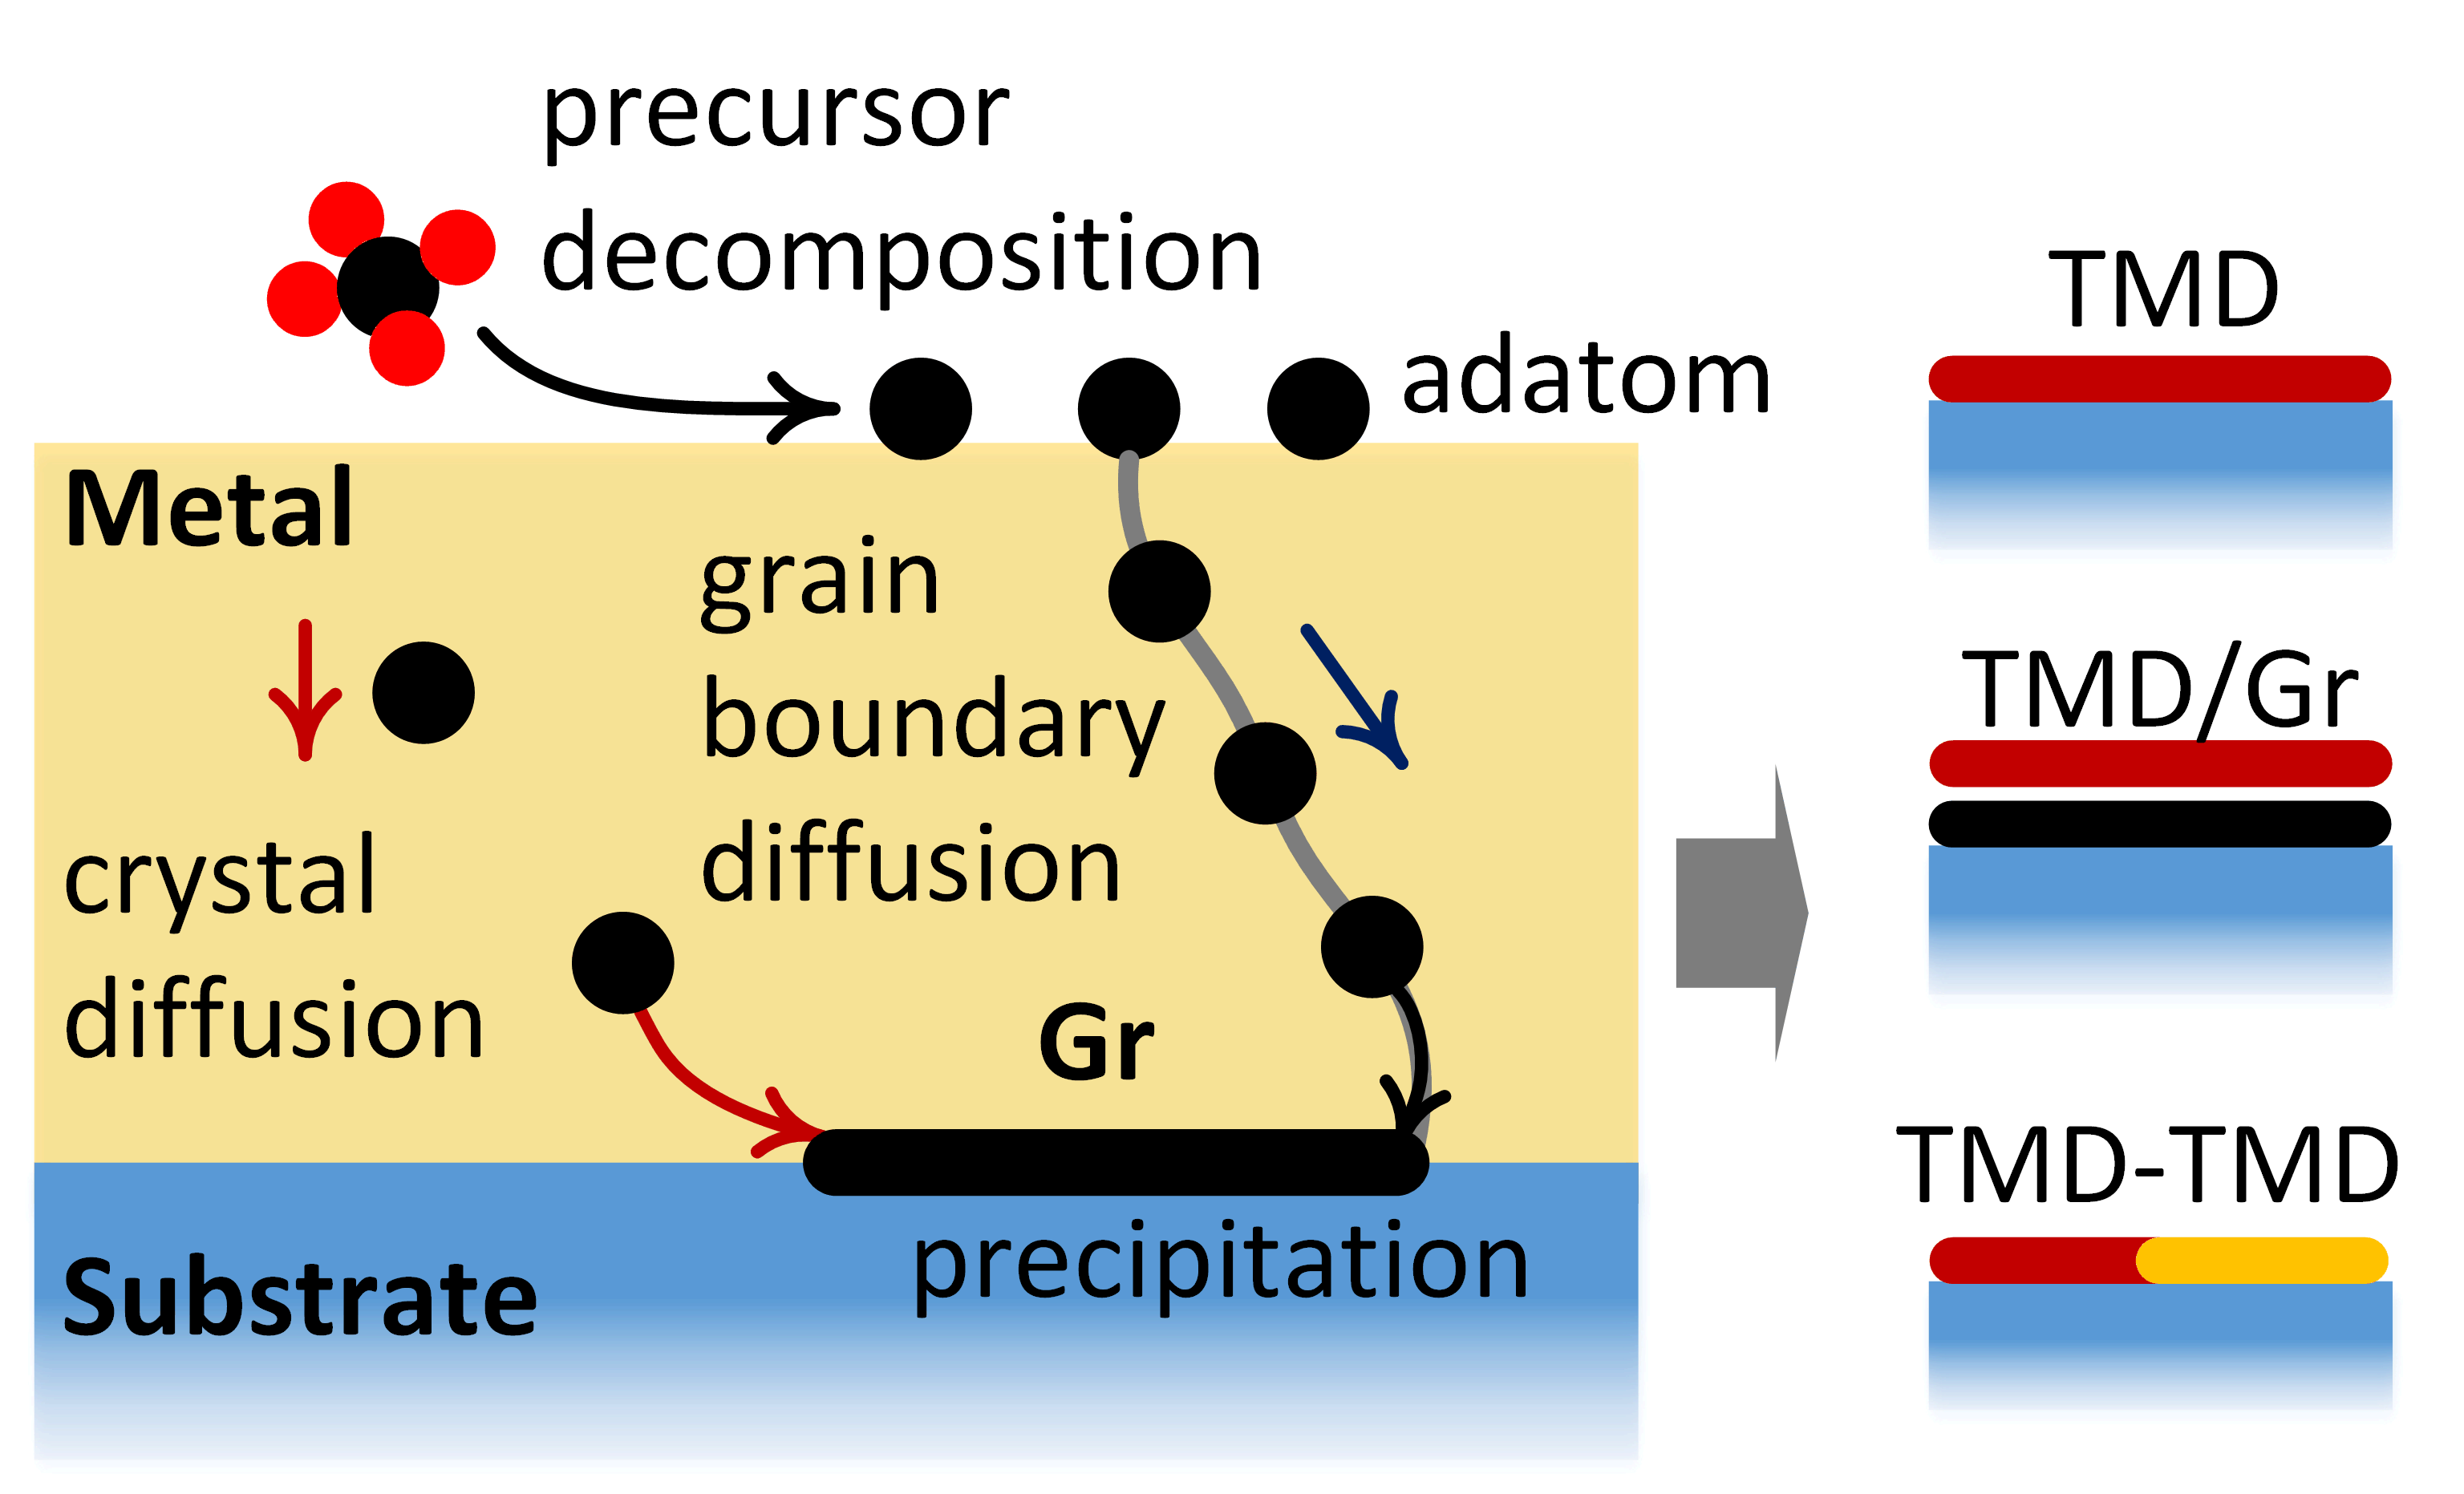 precursor
decomposition
adatom
Metal
grain
boundary
diffusion
crystal
diffusion
Gr
precipitation
Substrate
TMD
TMD/Gr
TMD-TMD